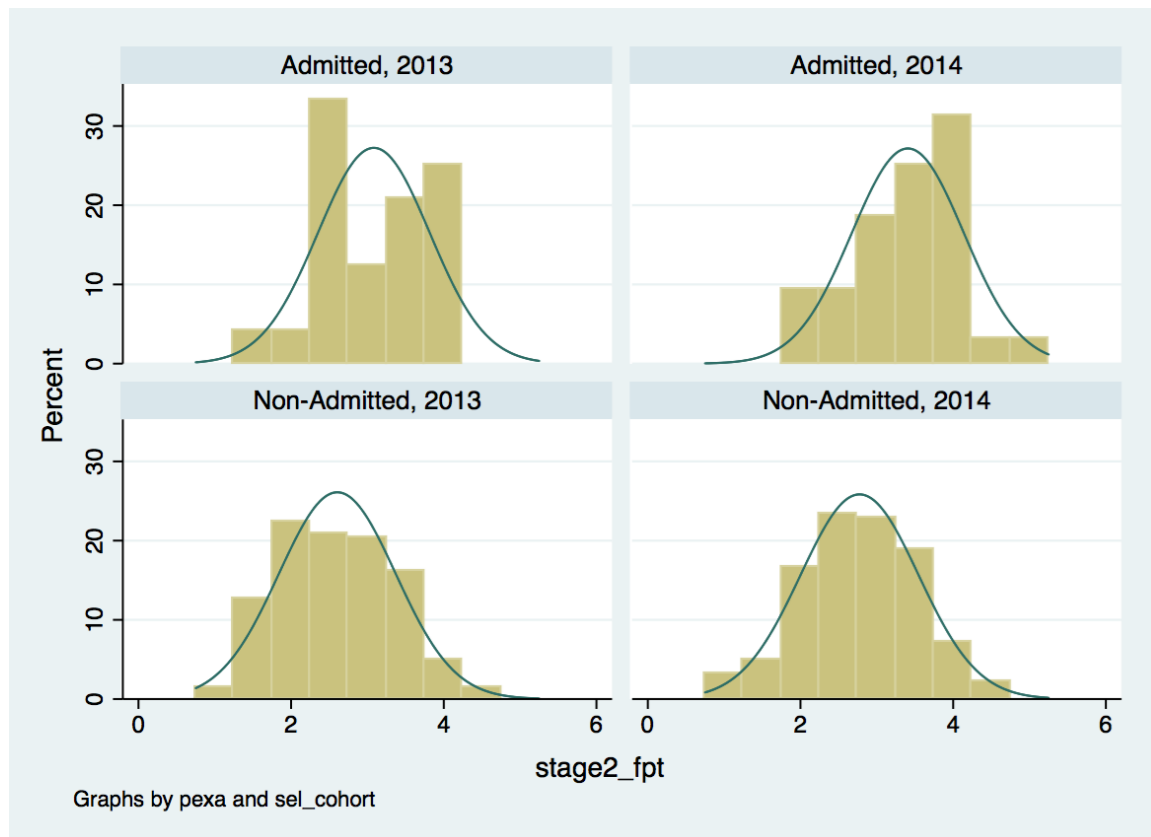 Admitted, 2013
Admitted, 2014
30
20
10
0
Non-Admitted, 2013
Non-Admitted, 2014
30
20
10
0
0 2 4 6
0 2 4 6
Percent
stage2_fpt
Graphs by pexa and sel_cohort